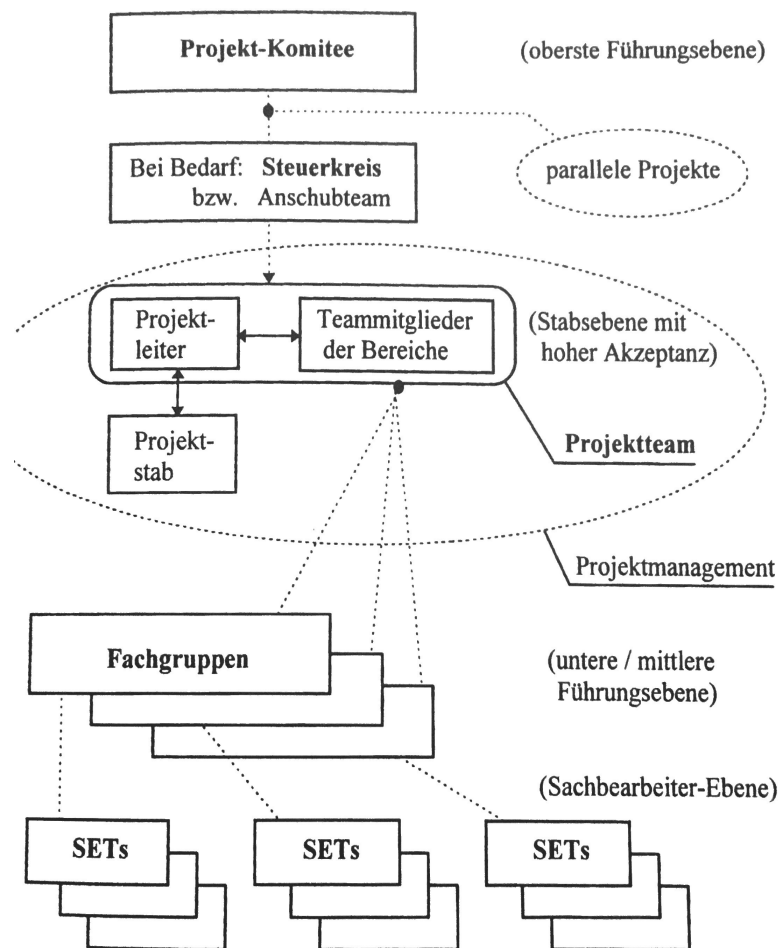 Projekt-Komitee
(oberste Führungsebene)
Bei Bedarf: Steuerkreis
bzw. Anschubteam
parallele Projekte
Projekt-
leiter
Teammitglieder
der Bereiche
(Stabsebene mit
hoher Akzeptanz)
Projekt-
stab
Projektteam
Projektmanagement
Fachgruppen
(untere / mittlere
Führungsebene)
(Sachbearbeiter-Ebene)
SETs
SETs
SETs